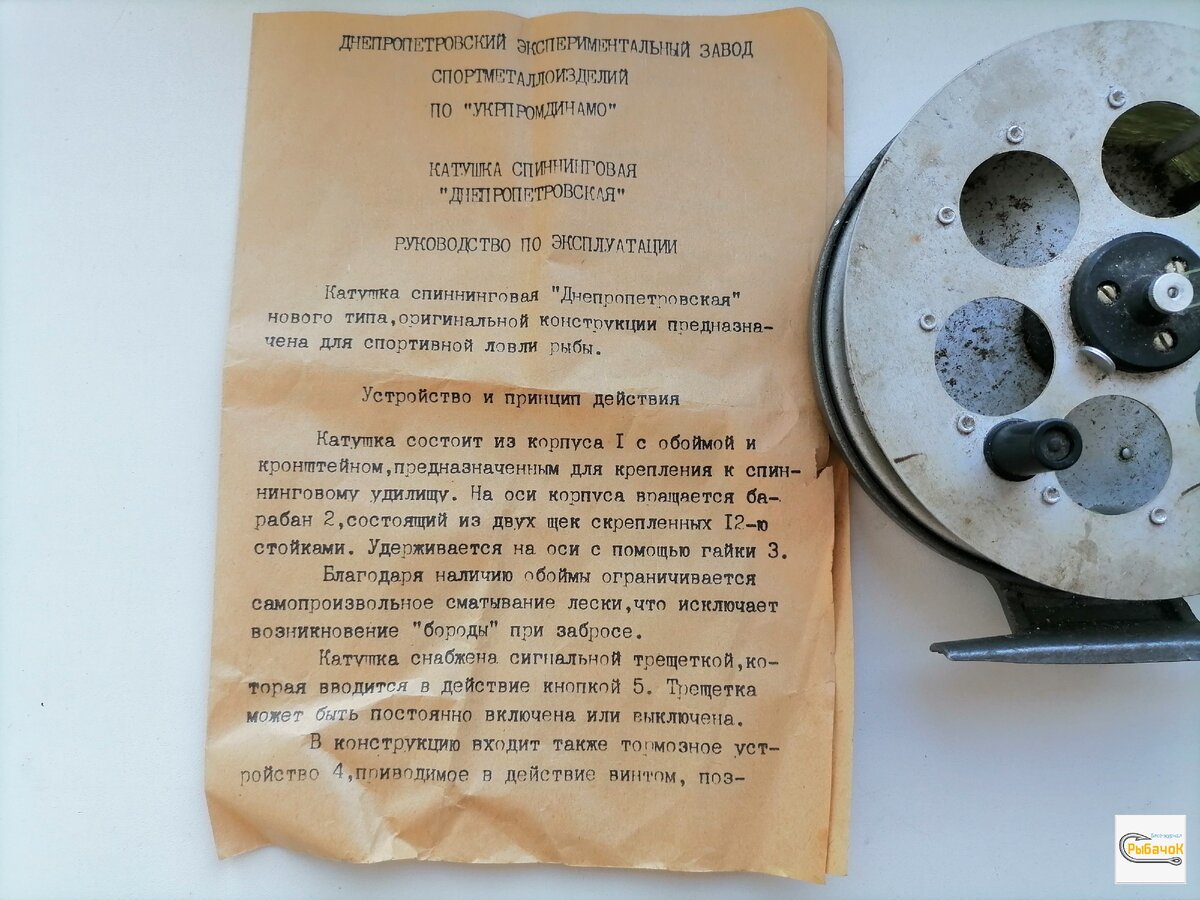 ДНЕПРОПЕТРОВСКИЙ ЭКСПЕРИМЕНТАЛЬНЫЙ ЗАВОД
СПОРТМЕТАЛЛОИЗДЕЛИЙ
ПО "УКРПРОМДИНАМО"
КАТУШКА СПИННИНГОВАЯ
"ДНЕПРОПЕТРОВСКАЯ"
РУКОВОДСТВО ПО ЭКСПЛУАТАЦИИ
Катушка спиннинговая "Днепропетровская"
нового типа,оригинальной конструкции предназна-
чена для спортивной ловли рыбы.
Устройство и принцип действия
Катушка состоит из корпуса I с обоймой и
кронштейном,предназначенным для крепления к спин-
нинговому удилищу. На оси корпуса вращается ба-
рабан 2,состоящий из двух щек скрепленных I2-ю
стойками. Удерживается на оси с помощью гайки 3.
Благодаря наличию обоймы ограничивается
самопроизвольное сматывание лески,что исключает
возникновение "бороды" при забросе.
Катушка снабжена сигнальной трещеткой,ко-
торая вводится в действие кнопкой 5. Трещетка
может быть постоянно включена или выключена.
В конструкцию входит также тормозное уст-
ройство 4,приводимое в действие винтом, поз-
Блог-журнал
РЫбачоК